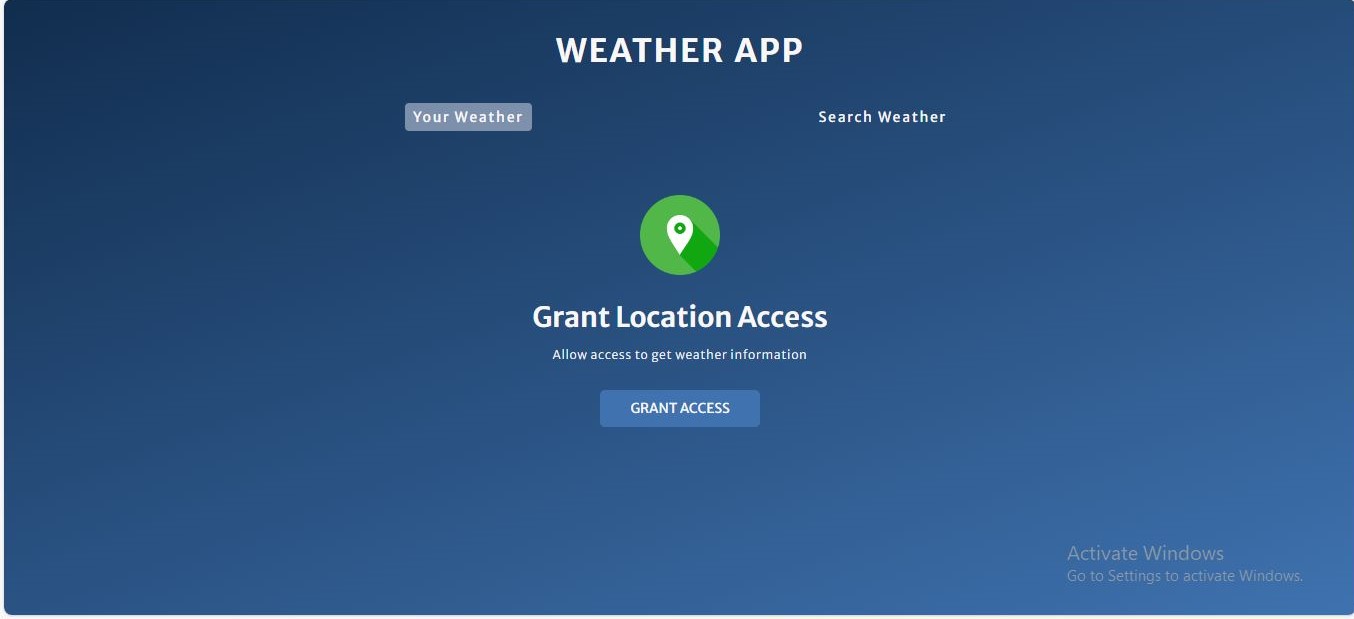 WEATHER APP
Your Weather
Search Weather
Grant Location Access
Allow access to get weather information
GRANT ACCESS
Activate Windows
Go to Settings to activate Windows.